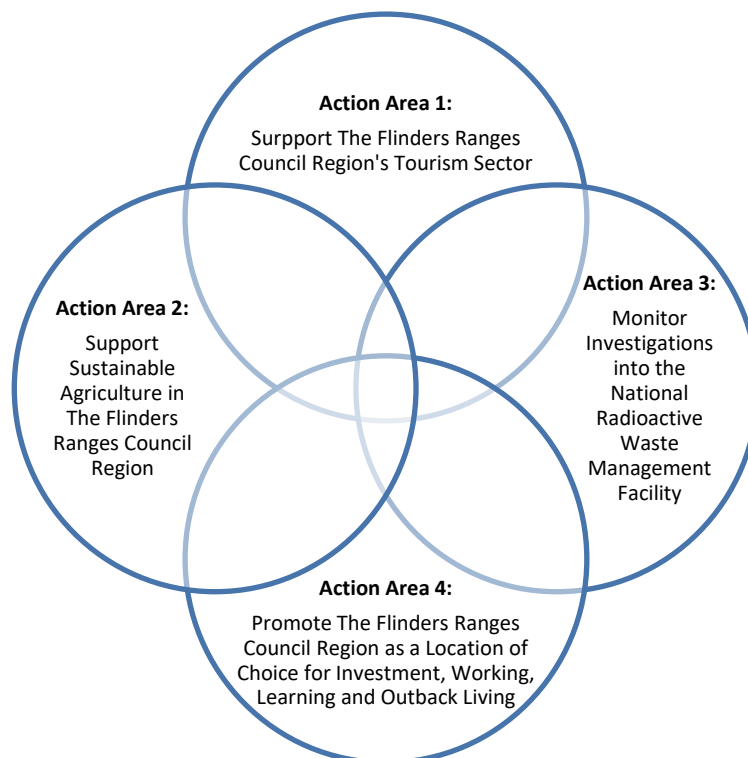 Action Area 1:
Surpport The Flinders Ranges
Council Region's Tourism Sector
Action Area 2:
Support
Sustainable
Agriculture in
The Flinders
Ranges Council
Region
Action Area 3:
Monitor
Investigations
into the
National
Radioactive
Waste
Management
Facility
Action Area 4:
Promote The Flinders Ranges
Council Region as a Location of
Choice for Investment, Working,
Learning and Outback Living